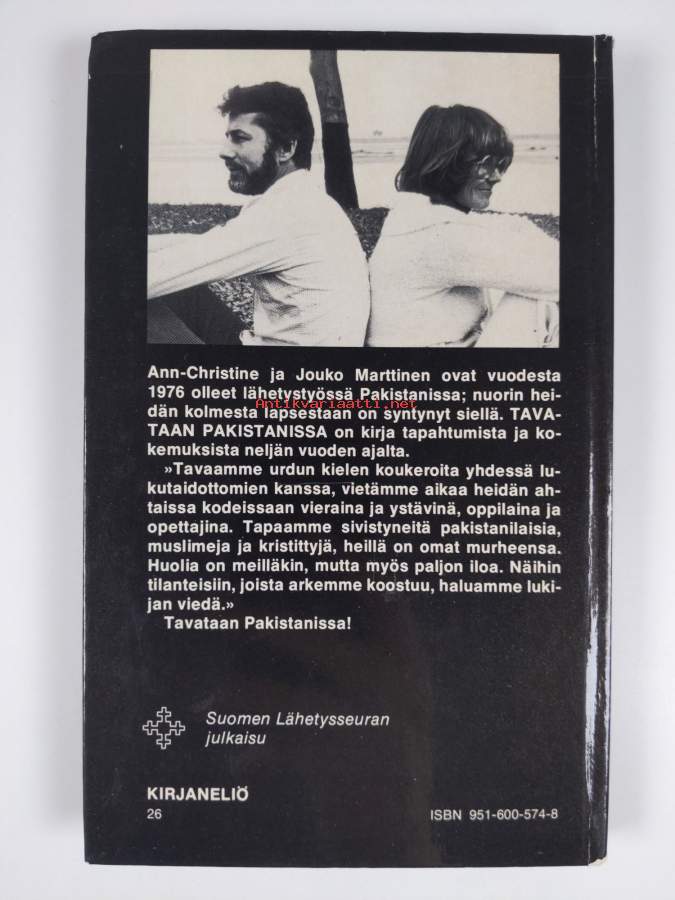 Ann-Christine ja Jouko Marttinen ovat vuodesta
1976 olleet lähetystyössä Pakistanissa; nuorin hei-
dän kolmesta lapsestaan on syntynyt siellä. TAVA-
Antikvariaatti.net
TAAN PAKISTANISSA on kirja tapahtumista ja ko-
kemuksista neljän vuoden ajalta.
»Tavaamme urdun kielen koukeroita yhdessä lu-
kutaidottomien kanssa, vietämme aikaa heidän ah-
taissa kodeissaan vieraina ja ystävinä, oppilaina ja
opettajina. Tapaamme sivistyneitä pakistanilaisia,
muslimeja ja kristittyjä, heillä on omat murheensa.
Huolia on meilläkin, mutta myös paljon iloa. Näihin
tilanteisiin, joista arkemme koostuu, haluamme luki-
jan viedä.»
Tavataan Pakistanissa!
Suomen Lähetysseuran
julkaisu
KIRJANELIÖ
26
ISBN 951-600-574-8